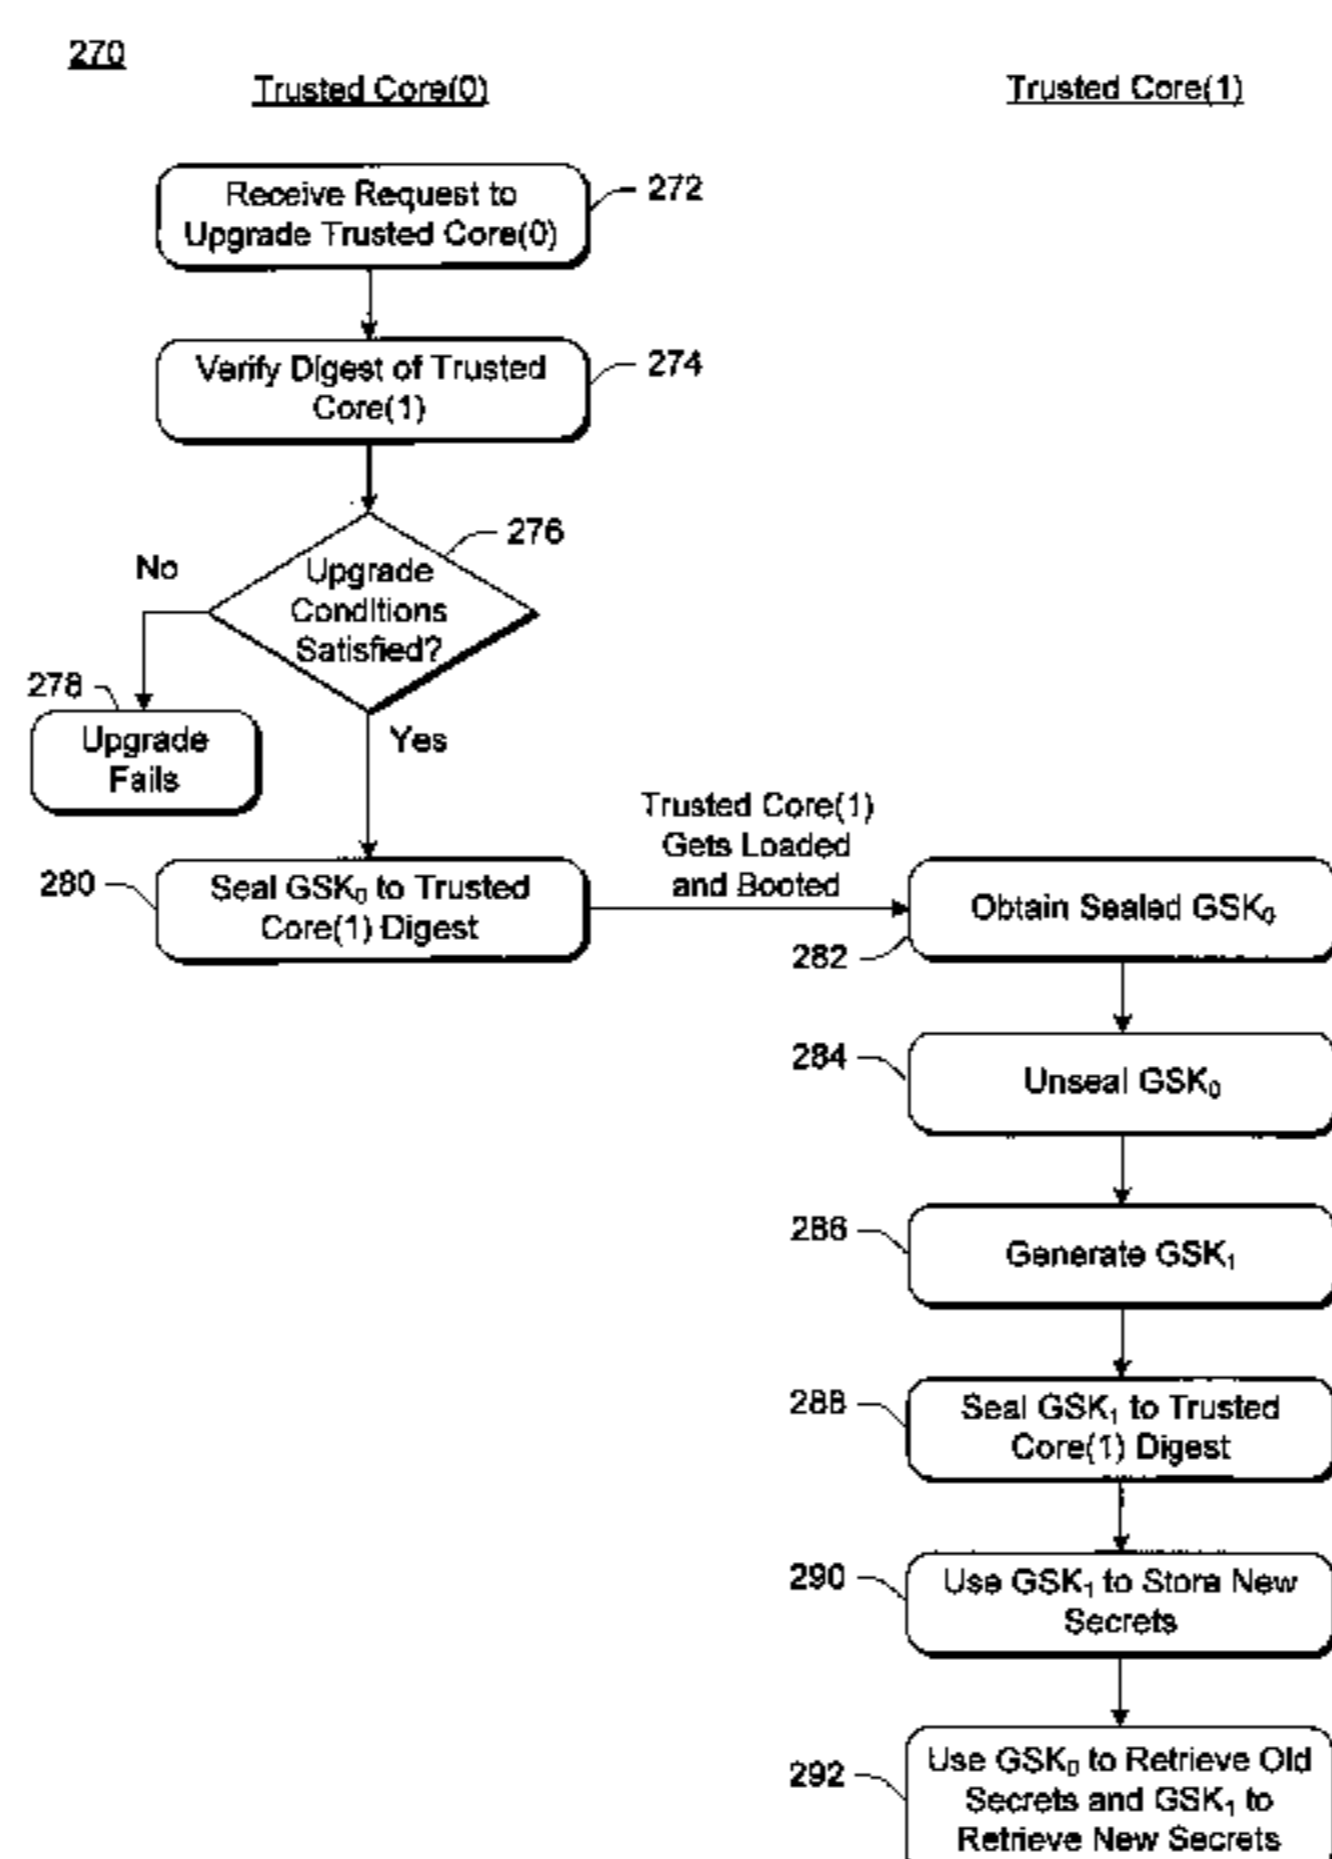 270
Trusted Core(0)
Trusted Core(1)
Receive Request to
Upgrade Trusted Core(0)
272
Verify Digest of Trusted
Core(1)
274
276
Upgrade
Conditions
Satisfied?
No
Yes
278
Upgrade
Fails
280
Seal GSK₀ to Trusted
Core(1) Digest
Trusted Core(1)
Gets Loaded
and Booted
Obtain Sealed GSK₀
282
284
Unseal GSK₀
286
Generate GSK₁
288
Seal GSK₁ to Trusted
Core(1) Digest
290
Use GSK₁ to Store New
Secrets
292
Use GSK₀ to Retrieve Old
Secrets and GSK₁ to
Retrieve New Secrets